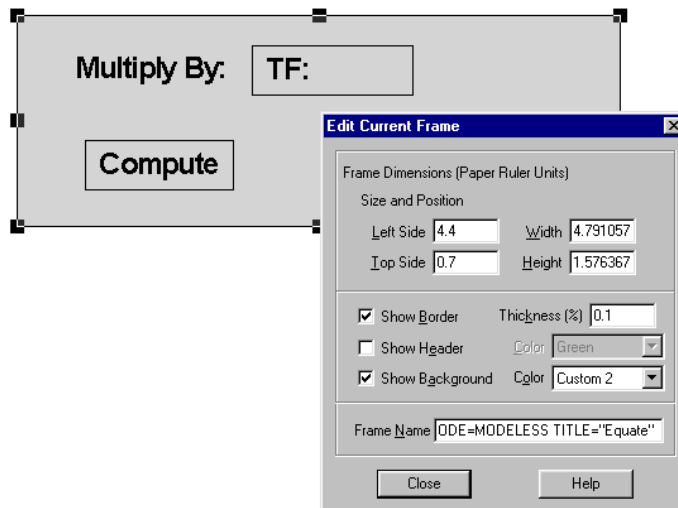 Multiply By: TF:
Compute
Edit Current Frame
Frame Dimensions (Paper Ruler Units)
Size and Position
Left Side 4.4 Width 4.791057
Top Side 0.7 Height 1.576367
Show Border Thickness (%) 0.1
Show Header Color Green
Show Background Color Custom 2
Frame Name ODE=MODELESS TITLE="Equate"
Close Help